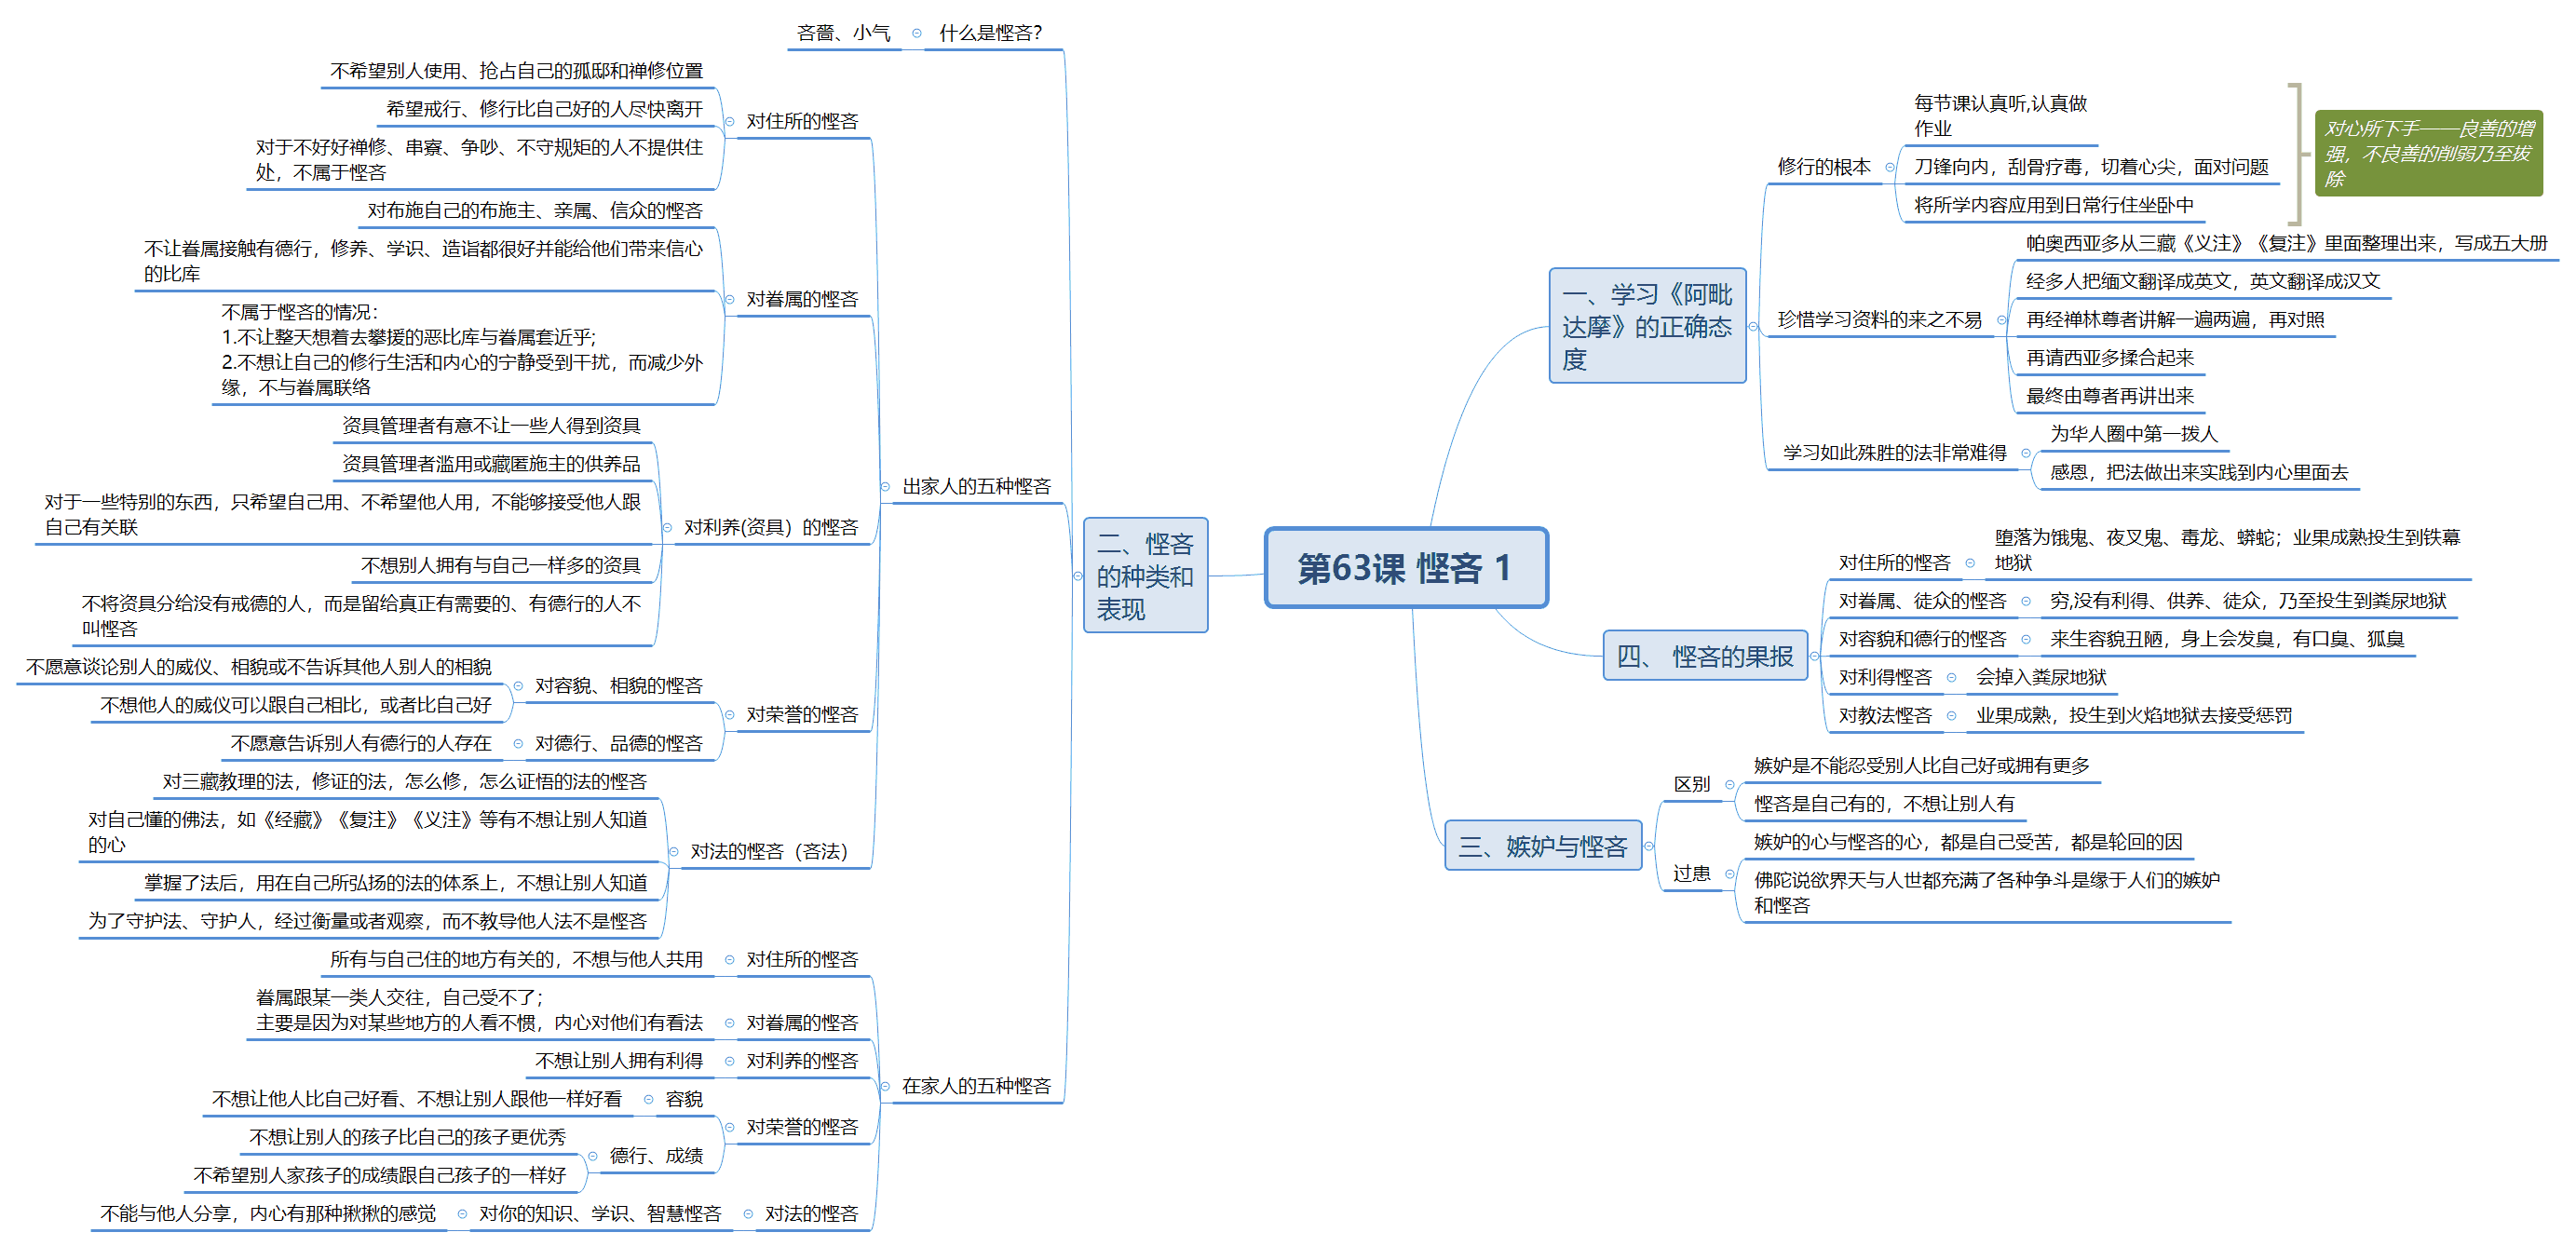 第63课 悭吝 1
一、学习《阿毗
达摩》的正确态
度
修行的根本
每节课认真听,认真做
作业
刀锋向内，刮骨疗毒，切着心尖，面对问题
将所学内容应用到日常行住坐卧中
对心所下手——良善的增
强，不良善的削弱乃至拔
除
珍惜学习资料的来之不易
帕奥西亚多从三藏《义注》《复注》里面整理出来，写成五大册
经多人把缅文翻译成英文，英文翻译成汉文
再经禅林尊者讲解一遍两遍，再对照
再请西亚多揉合起来
最终由尊者再讲出来
学习如此殊胜的法非常难得
为华人圈中第一拨人
感恩，把法做出来实践到内心里面去
二、悭吝
的种类和
表现
什么是悭吝？
吝啬、小气
出家人的五种悭吝
对住所的悭吝
不希望别人使用、抢占自己的孤邸和禅修位置
希望戒行、修行比自己好的人尽快离开
对于不好好禅修、串寮、争吵、不守规矩的人不提供住
处，不属于悭吝
对眷属的悭吝
对布施自己的布施主、亲属、信众的悭吝
不让眷属接触有德行，修养、学识、造诣都很好并能给他们带来信心
的比库
不属于悭吝的情况：
1.不让整天想着去攀援的恶比库与眷属套近乎;
2.不想让自己的修行生活和内心的宁静受到干扰，而减少外
缘，不与眷属联络
对利养(资具）的悭吝
资具管理者有意不让一些人得到资具
资具管理者滥用或藏匿施主的供养品
对于一些特别的东西，只希望自己用、不希望他人用，不能够接受他人跟
自己有关联
不想别人拥有与自己一样多的资具
不将资具分给没有戒德的人，而是留给真正有需要的、有德行的人不
叫悭吝
对荣誉的悭吝
对容貌、相貌的悭吝
不愿意谈论别人的威仪、相貌或不告诉其他人别人的相貌
不想他人的威仪可以跟自己相比，或者比自己好
对德行、品德的悭吝
不愿意告诉别人有德行的人存在
对法的悭吝（吝法）
对三藏教理的法，修证的法，怎么修，怎么证悟的法的悭吝
对自己懂的佛法，如《经藏》《复注》《义注》等有不想让别人知道
的心
掌握了法后，用在自己所弘扬的法的体系上，不想让别人知道
为了守护法、守护人，经过衡量或者观察，而不教导他人法不是悭吝
在家人的五种悭吝
对住所的悭吝
所有与自己住的地方有关的，不想与他人共用
对眷属的悭吝
眷属跟某一类人交往，自己受不了；
主要是因为对某些地方的人看不惯，内心对他们有看法
对利养的悭吝
不想让别人拥有利得
对荣誉的悭吝
容貌
不想让他人比自己好看、不想让别人跟他一样好看
德行、成绩
不想让别人的孩子比自己的孩子更优秀
不希望别人家孩子的成绩跟自己孩子的一样好
对法的悭吝
对你的知识、学识、智慧悭吝
不能与他人分享，内心有那种揪揪的感觉
三、嫉妒与悭吝
区别
嫉妒是不能忍受别人比自己好或拥有更多
悭吝是自己有的，不想让别人有
过患
嫉妒的心与悭吝的心，都是自己受苦，都是轮回的因
佛陀说欲界天与人世都充满了各种争斗是缘于人们的嫉妒
和悭吝
四、 悭吝的果报
对住所的悭吝
堕落为饿鬼、夜叉鬼、毒龙、蟒蛇；业果成熟投生到铁幕
地狱
对眷属、徒众的悭吝
穷,没有利得、供养、徒众，乃至投生到粪尿地狱
对容貌和德行的悭吝
来生容貌丑陋，身上会发臭，有口臭、狐臭
对利得悭吝
会掉入粪尿地狱
对教法悭吝
业果成熟，投生到火焰地狱去接受惩罚